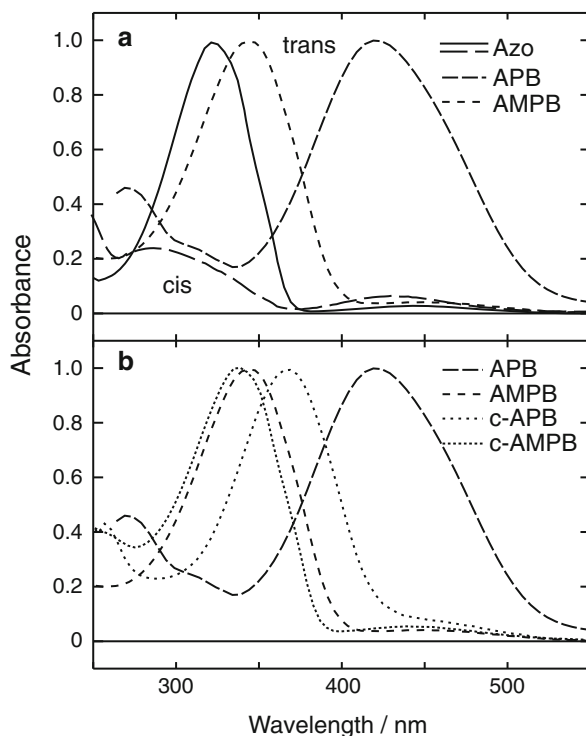 a
trans
Azo
APB
AMPB
1.0
0.8
0.6
0.4
0.2
0
cis
Absorbance
b
APB
AMPB
c-APB
c-AMPB
1.0
0.8
0.6
0.4
0.2
0
300 400 500
Wavelength / nm